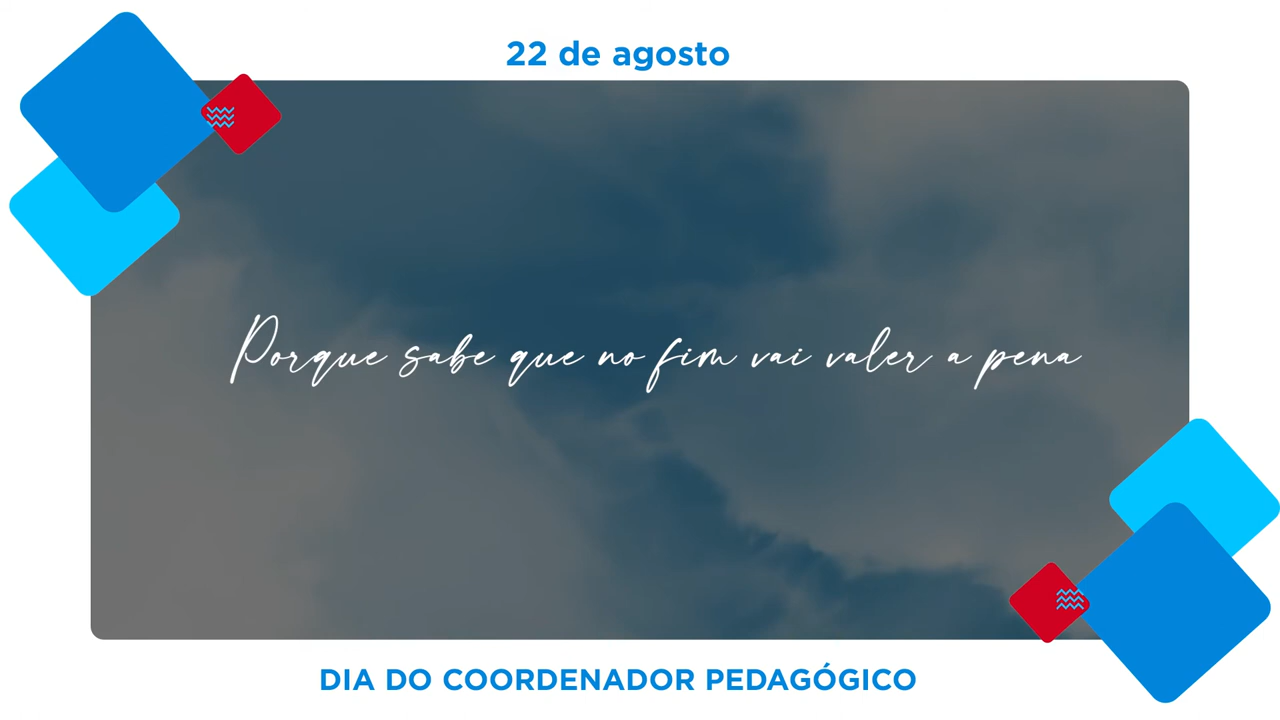 22 de agosto
Porque sabe que no fim vai valer a pena
DIA DO COORDENADOR PEDAGÓGICO